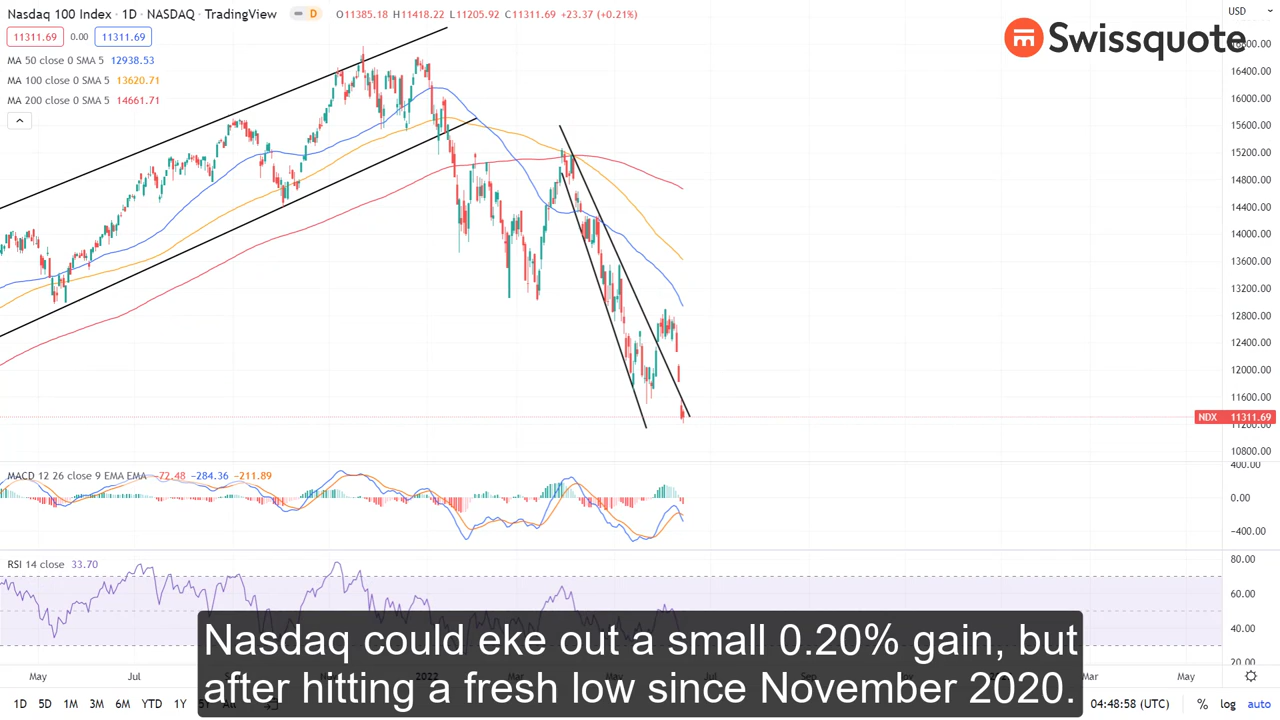 Nasdaq 100 Index · 1D · NASDAQ · TradingView D O11385.18 H11418.22 L11205.92 C11311.69 +23.37 (+0.21%) USD
Swissquote
11311.69 0.00 11311.69
MA 50 close 0 SMA 5 12938.53
MA 100 close 0 SMA 5 13620.71
MA 200 close 0 SMA 5 14661.71
16000.00
16400.00
16000.00
15600.00
15200.00
14800.00
14400.00
14000.00
13600.00
13200.00
12800.00
12400.00
12000.00
11600.00
NDX 11311.69
11200.00
10800.00
MACD 12 26 close 9 EMA EMA -72.48 -284.36 -211.89
400.00
0.00
-400.00
RSI 14 close 33.70
80.00
60.00
40.00
20.00
Nasdaq could eke out a small 0.20% gain, but
after hitting a fresh low since November 2020.
May Jul 2022 Mar May Jul Mar May
1D 5D 1M 3M 6M YTD 1Y All 04:48:58 (UTC) % log auto